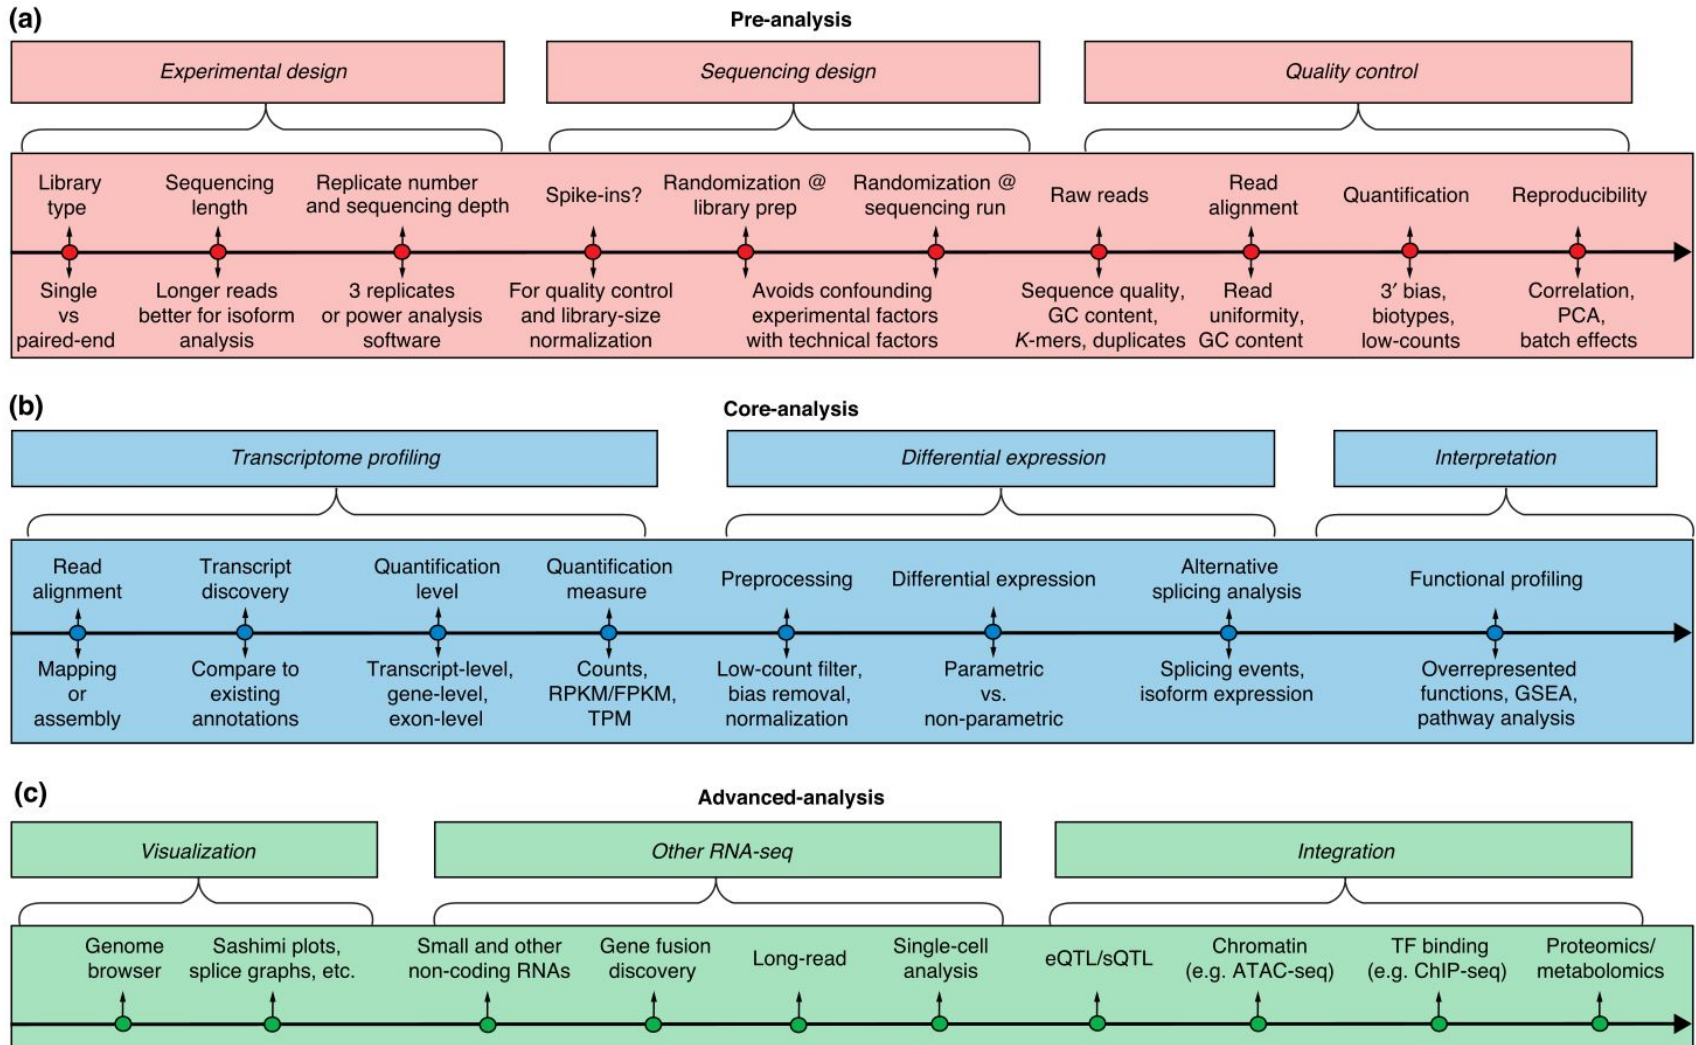 (a)
Pre-analysis
Experimental design
Sequencing design
Quality control
Library
type
Sequencing
length
Replicate number
and sequencing depth
Spike-ins?
Randomization @
library prep
Randomization @
sequencing run
Raw reads
Read
alignment
Quantification
Reproducibility
Single
vs
paired-end
Longer reads
better for isoform
analysis
3 replicates
or power analysis
software
For quality control
and library-size
normalization
Avoids confounding
experimental factors
with technical factors
Sequence quality,
GC content,
K-mers, duplicates
Read
uniformity,
GC content
3′ bias,
biotypes,
low-counts
Correlation,
PCA,
batch effects
(b)
Core-analysis
Transcriptome profiling
Differential expression
Interpretation
Read
alignment
Transcript
discovery
Quantification
level
Quantification
measure
Preprocessing
Differential expression
Alternative
splicing analysis
Functional profiling
Mapping
or
assembly
Compare to
existing
annotations
Transcript-level,
gene-level,
exon-level
Counts,
RPKM/FPKM,
TPM
Low-count filter,
bias removal,
normalization
Parametric
vs.
non-parametric
Splicing events,
isoform expression
Overrepresented
functions, GSEA,
pathway analysis
(c)
Advanced-analysis
Visualization
Other RNA-seq
Integration
Genome
browser
Sashimi plots,
splice graphs, etc.
Small and other
non-coding RNAs
Gene fusion
discovery
Long-read
Single-cell
analysis
eQTL/sQTL
Chromatin
(e.g. ATAC-seq)
TF binding
(e.g. ChIP-seq)
Proteomics/
metabolomics